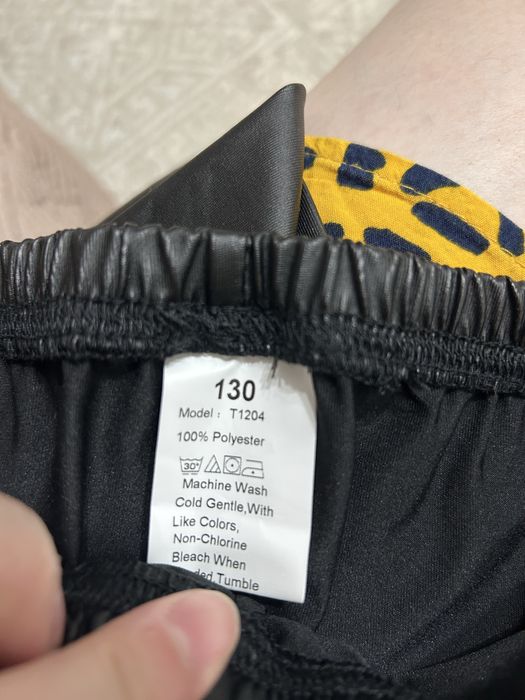 130
Model : T1204
100% Polyester
30°
Machine Wash
Cold Gentle,With
Like Colors,
Non-Chlorine
Bleach When
Tumble